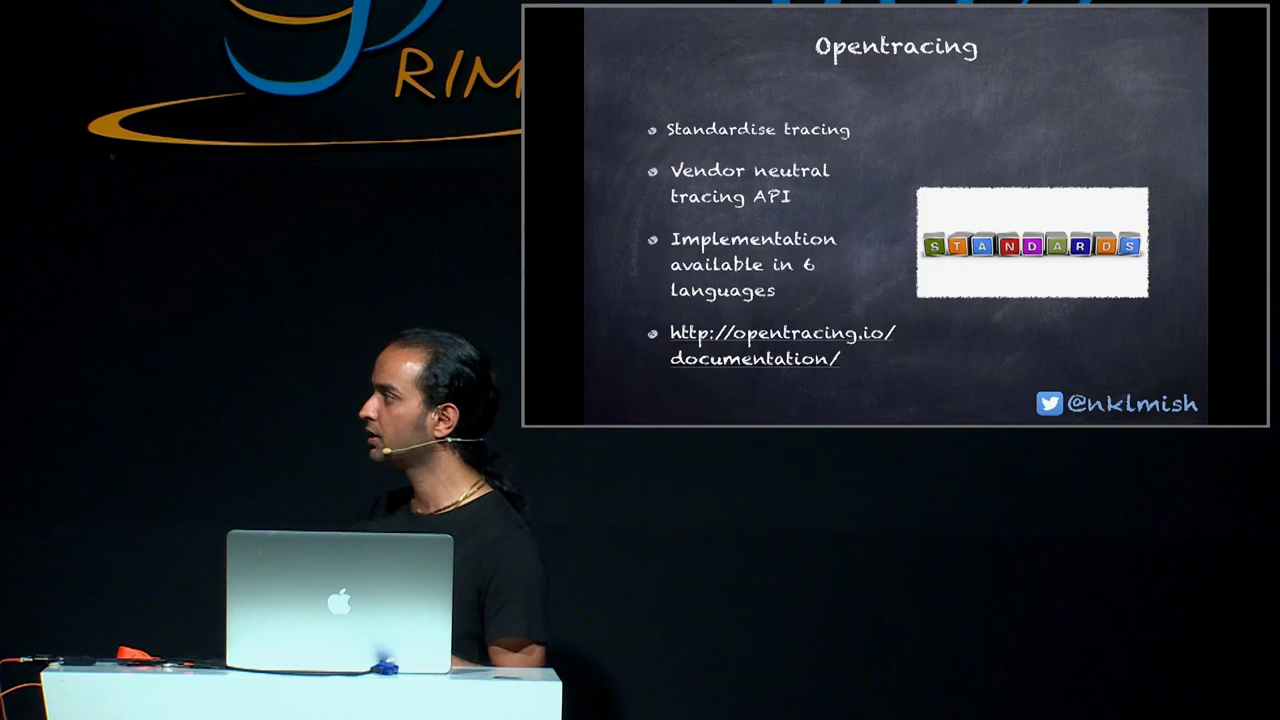 RIM
Opentracing
Standardise tracing
Vendor neutral
tracing API
Implementation
available in 6
languages
http://opentracing.io/
documentation/
STANDARDS
@nklmish